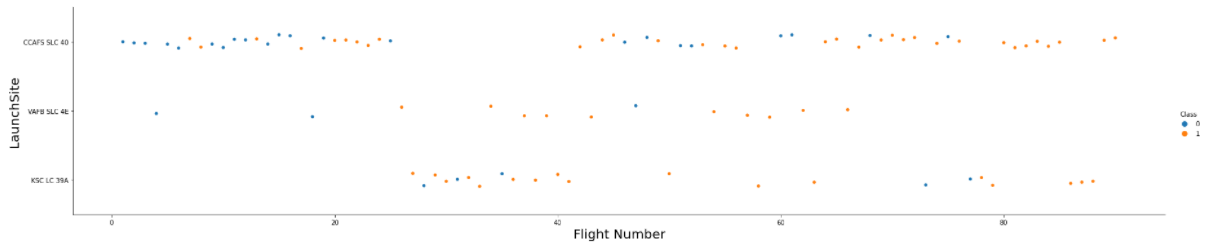 CCAFS SLC 40
VAFB SLC 4E
KSC LC 39A
LaunchSite
0
20
40
60
80
Flight Number
Class
0
1